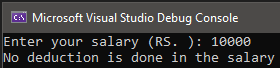 Microsoft Visual Studio Debug Console
Enter your salary (RS. ): 10000
No deduction is done in the salary